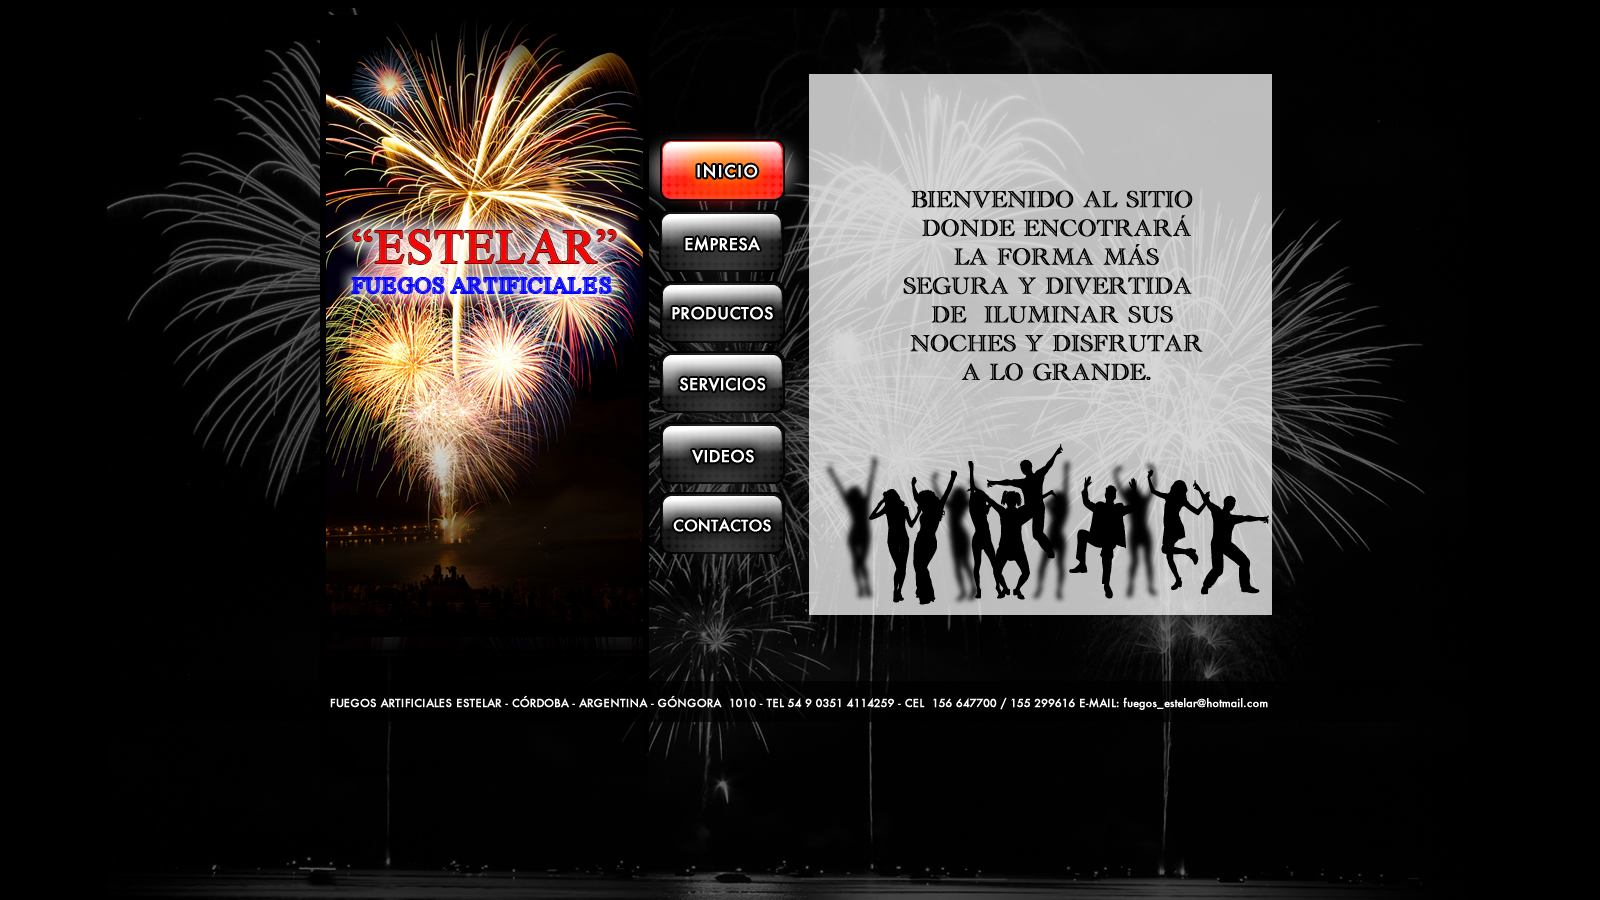 “ESTELAR”
FUEGOS ARTIFICIALES
INICIO
EMPRESA
PRODUCTOS
SERVICIOS
VIDEOS
CONTACTOS
BIENVENIDO AL SITIO
DONDE ENCOTRARÁ
LA FORMA MÁS
SEGURA Y DIVERTIDA
DE ILUMINAR SUS
NOCHES Y DISFRUTAR
A LO GRANDE.
FUEGOS ARTIFICIALES ESTELAR - CÓRDOBA - ARGENTINA - GÓNGORA 1010 - TEL 54 9 0351 4114259 - CEL 156 647700 / 155 299616 E-MAIL: fuegos_estelar@hotmail.com